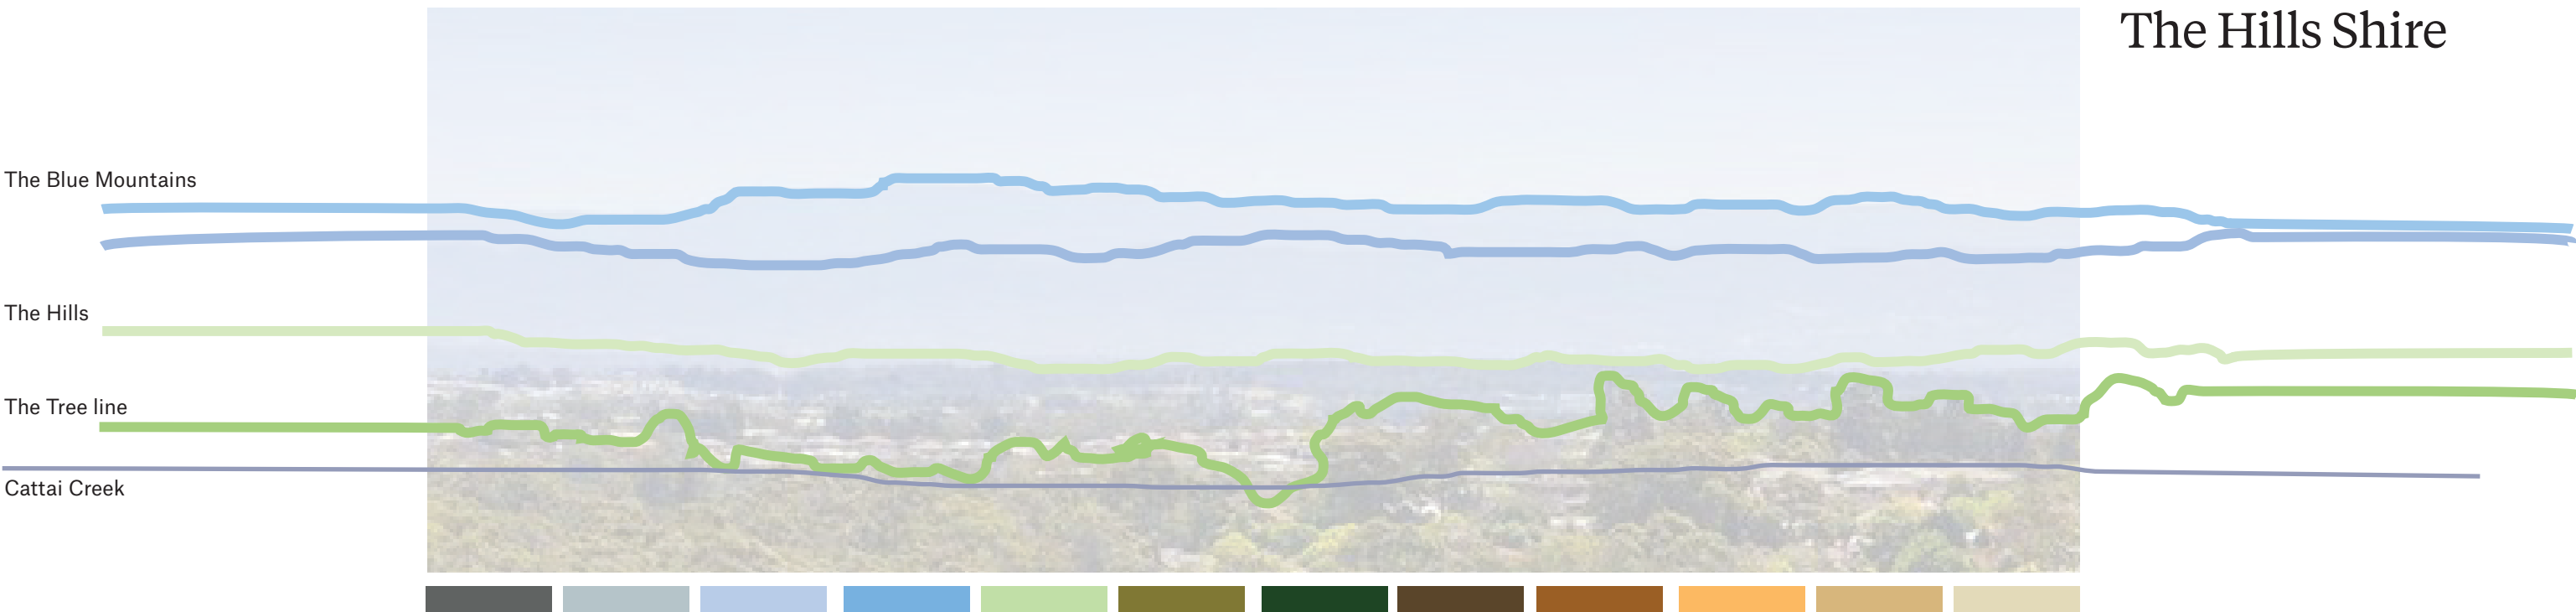 The Hills Shire
The Blue Mountains
The Hills
The Tree line
Cattai Creek